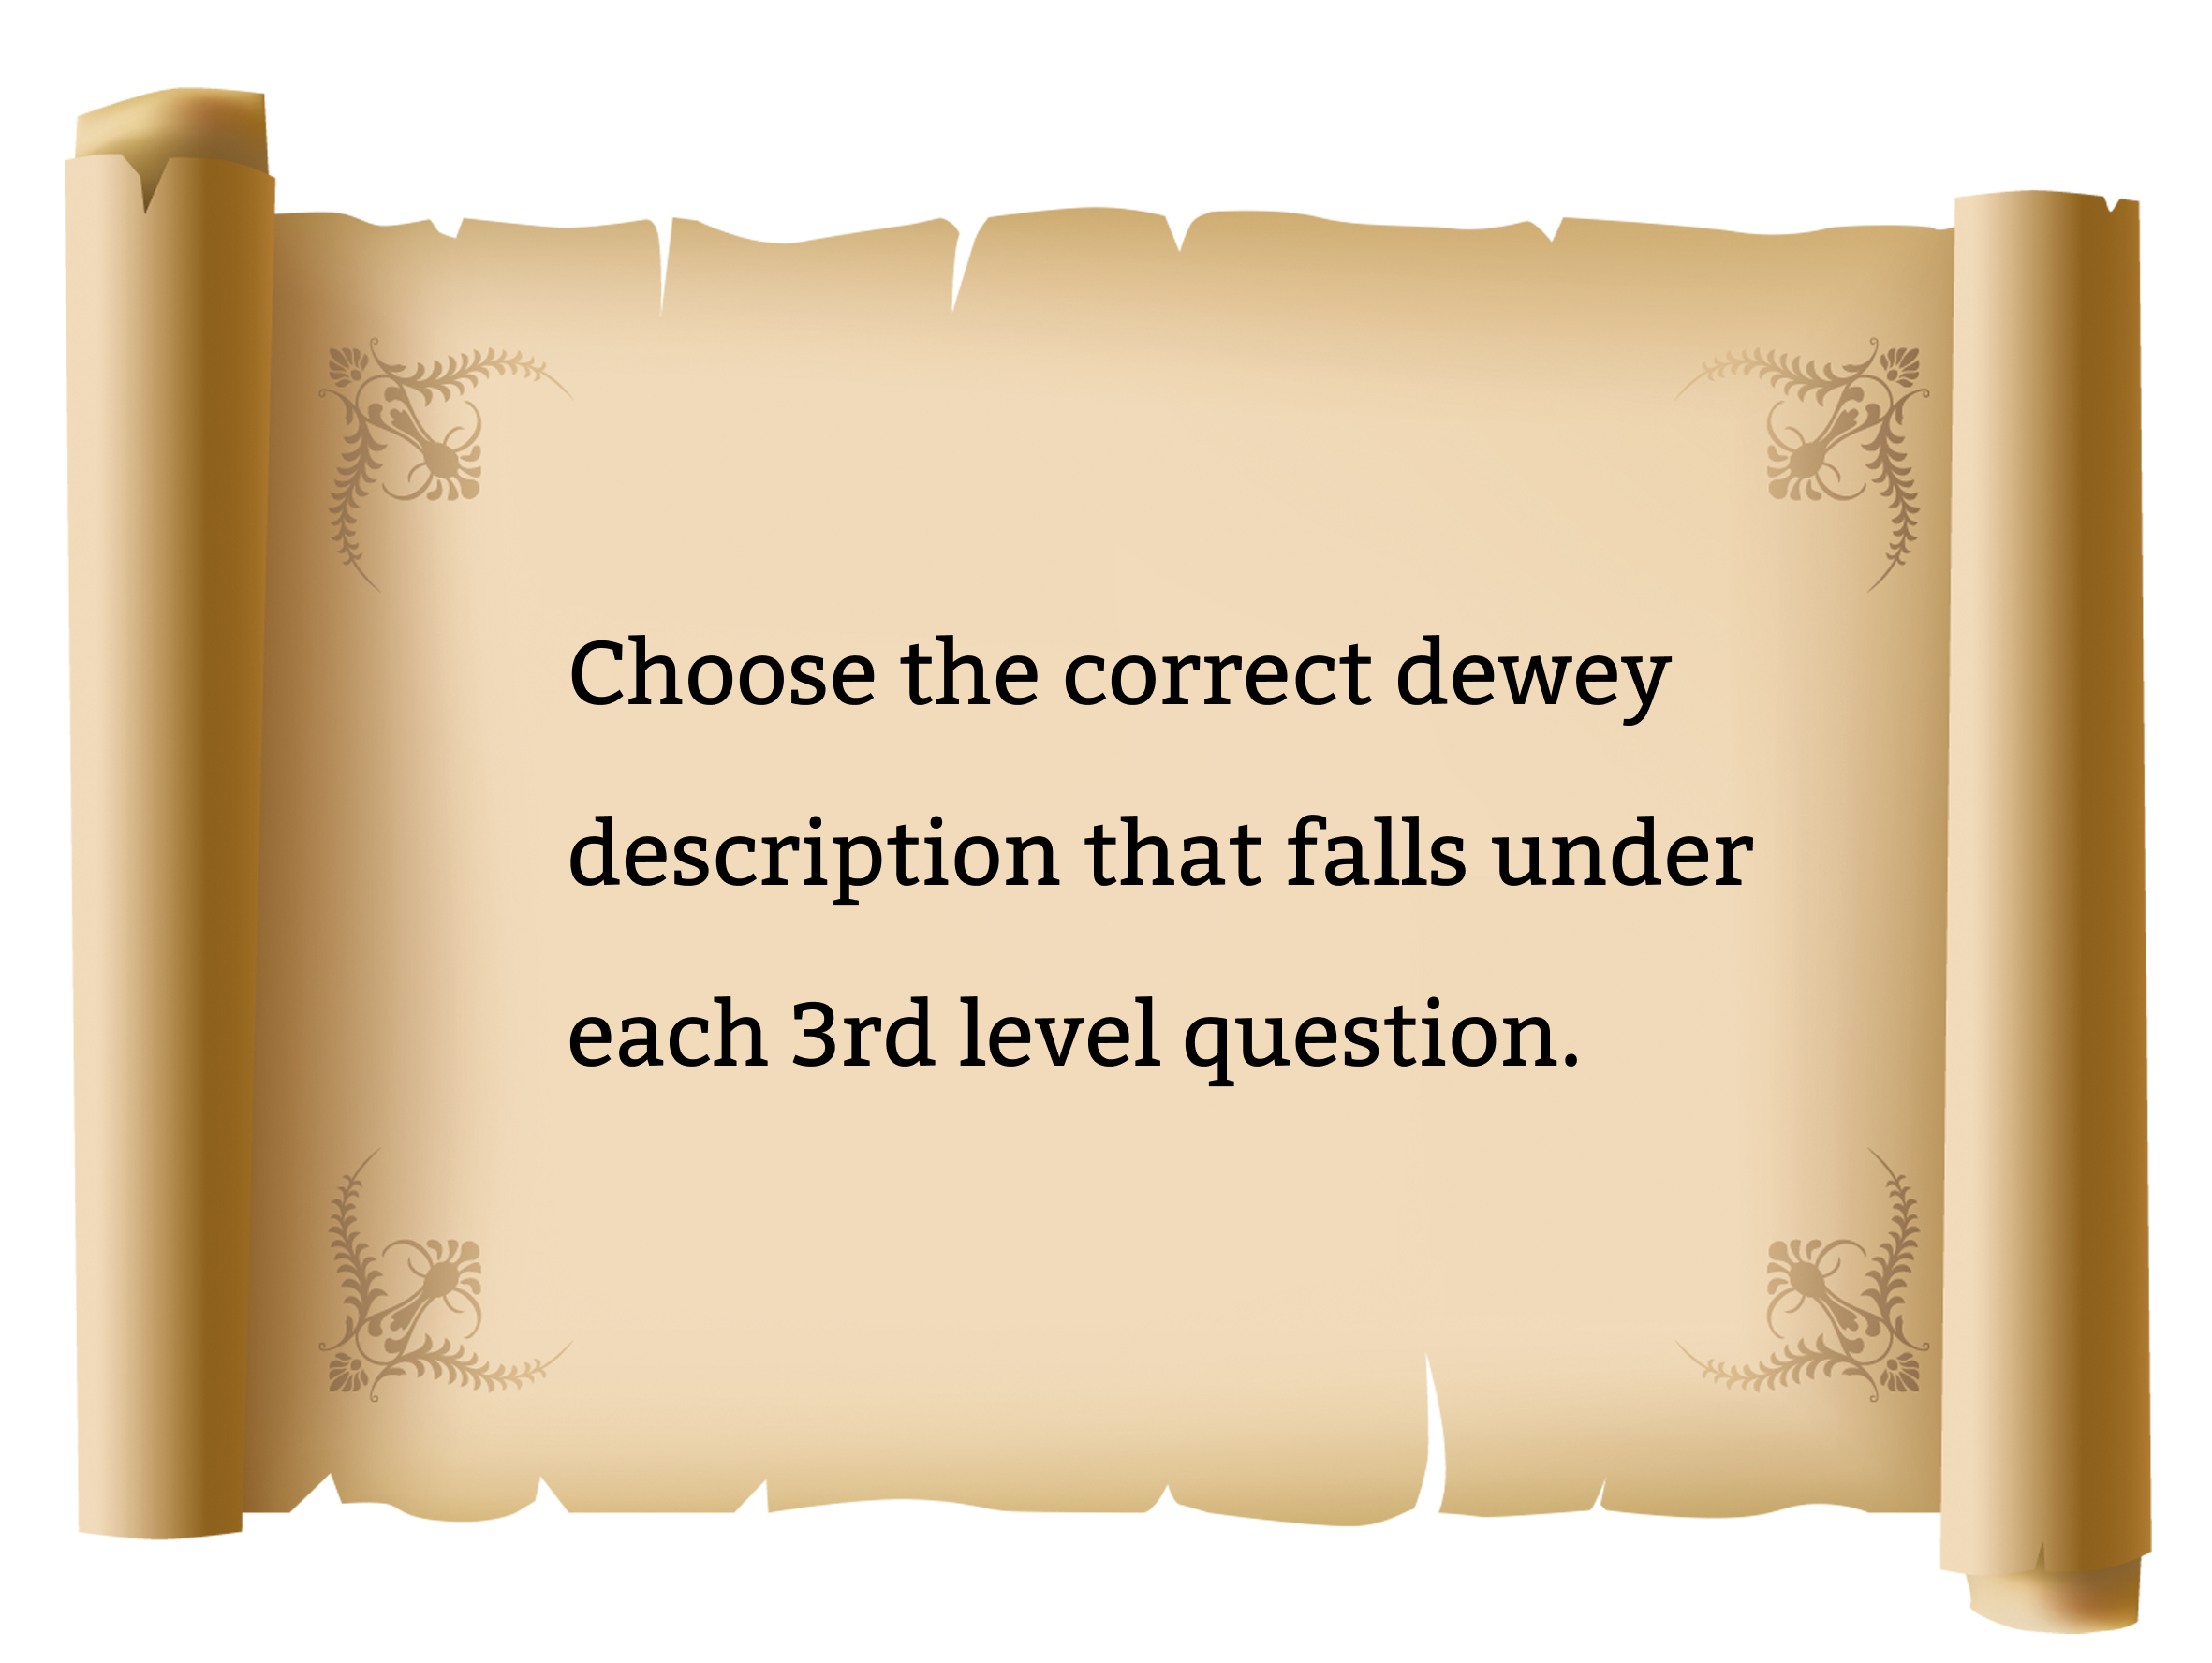 Choose the correct dewey
description that falls under
each 3rd level question.